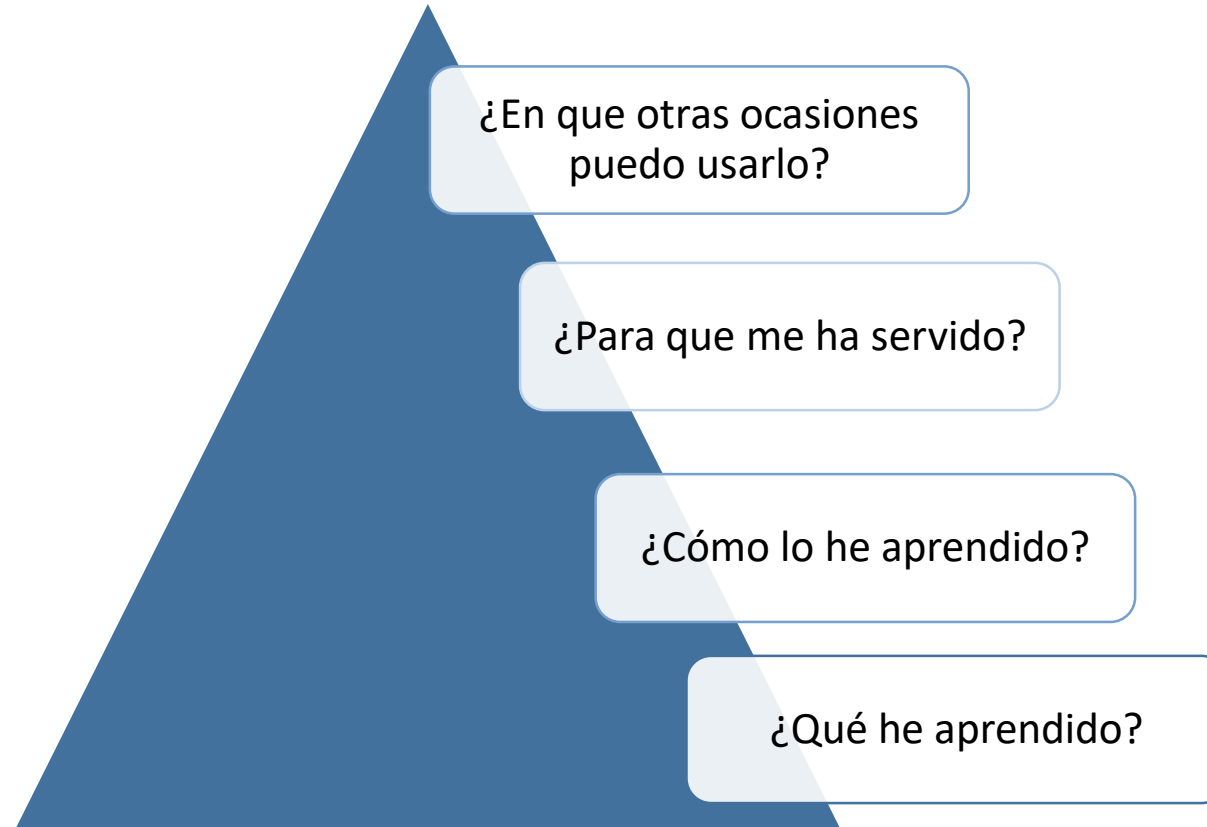 ¿En que otras ocasiones
puedo usarlo?
¿Para que me ha servido?
¿Cómo lo he aprendido?
¿Qué he aprendido?